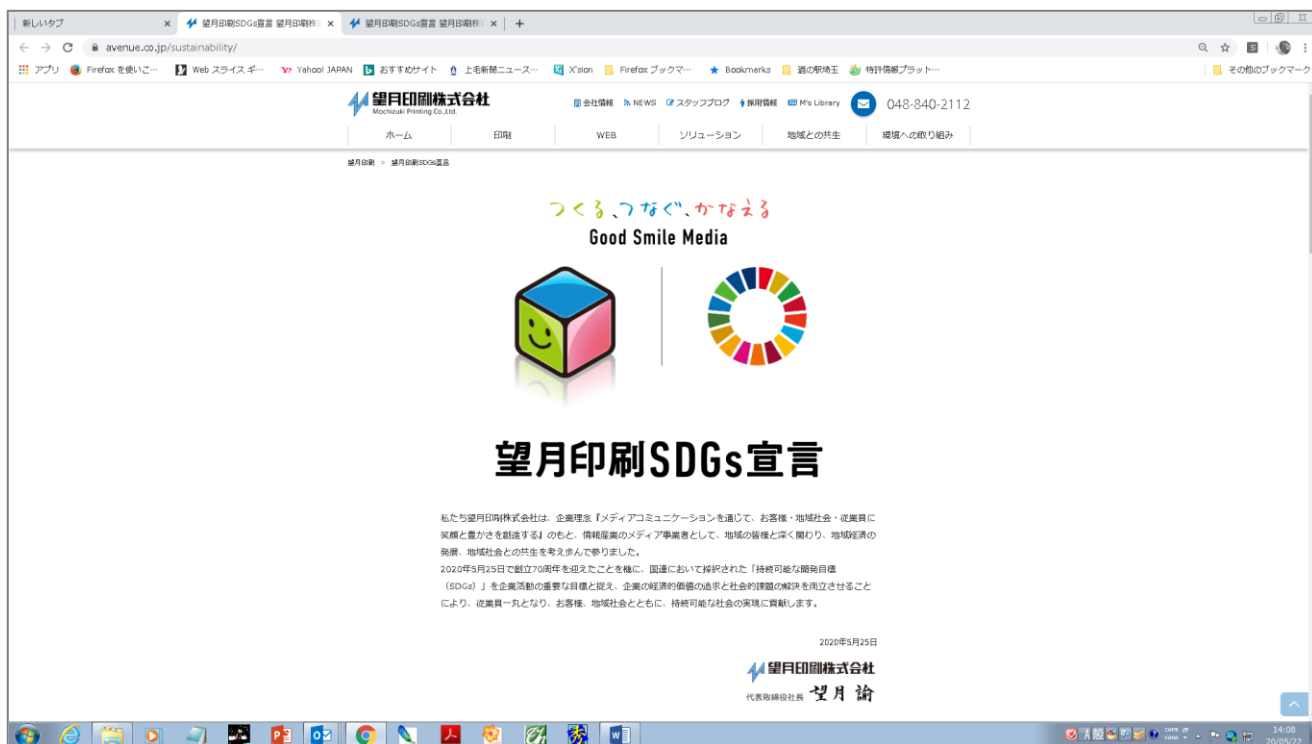 新しいタブ
望月印刷SDGs宣言 望月印刷株
望月印刷SDGs宣言 望月印刷株
avenue.co.jp/sustainability/
アプリ Firefox を使いこ… Web スライス ギ… Yahoo! JAPAN おすすめサイト 上毛新聞ニュース… X'sion Firefox ブックマ… Bookmarks 道の駅埼玉 特許情報プラット… その他のブックマーク
望月印刷株式会社
Mochizuki Printing Co.,Ltd.
会社情報 NEWS スタッフブログ 採用情報 M's Library 048-840-2112
ホーム 印刷 WEB ソリューション 地域との共生 環境への取り組み
望月印刷 > 望月印刷SDGs宣言
つくる、つなぐ、かなえる
Good Smile Media
望月印刷SDGs宣言
私たち望月印刷株式会社は、企業理念『メディアコミュニケーションを通じて、お客様・地域社会・従業員に
笑顔と豊かさを創造する』のもと、情報産業のメディア事業者として、地域の皆様と深く関わり、地域経済の
発展、地域社会との共生を考え歩んで参りました。
2020年5月25日で創立70周年を迎えたことを機に、国連において採択された「持続可能な開発目標
（SDGs）」を企業活動の重要な目標と捉え、企業の経済的価値の追求と社会的課題の解決を両立させること
により、従業員一丸となり、お客様、地域社会とともに、持続可能な社会の実現に貢献します。
2020年5月25日
望月印刷株式会社
代表取締役社長 望月 諭
14:08
20/05/22